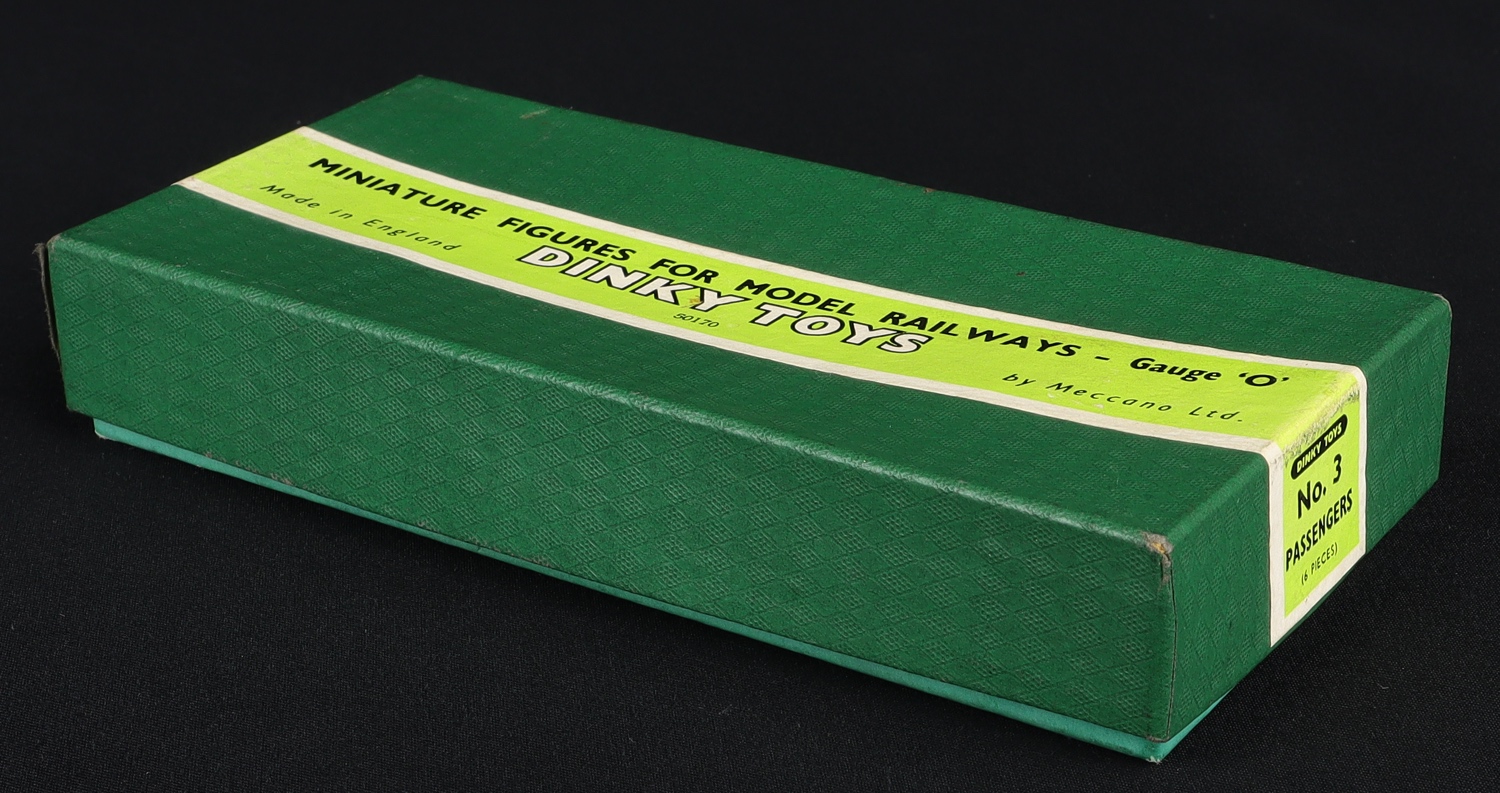 MINIATURE FIGURES FOR MODEL RAILWAYS – Gauge ‘O’
Made in England
DINKY TOYS
50170
by Meccano Ltd.
DINKY TOYS
No. 3
PASSENGERS
(6 PIECES)